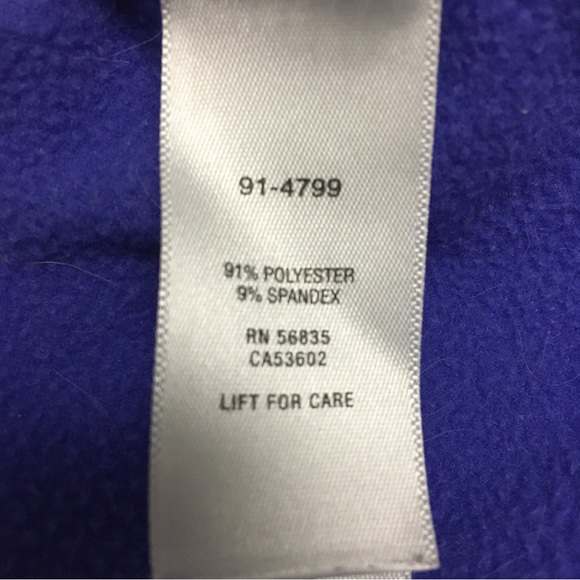 91-4799
91% POLYESTER
9% SPANDEX
RN 56835
CA53602
LIFT FOR CARE